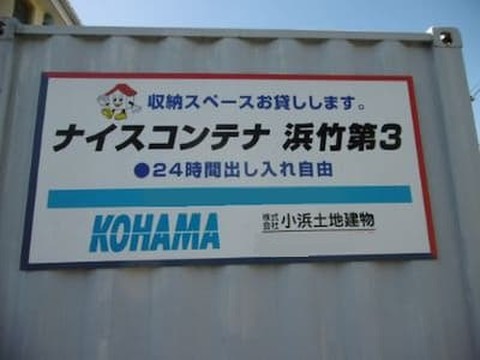 収納スペースお貸しします。
ナイスコンテナ 浜竹第3
●24時間出し入れ自由
KOHAMA 株式会社 小浜土地建物